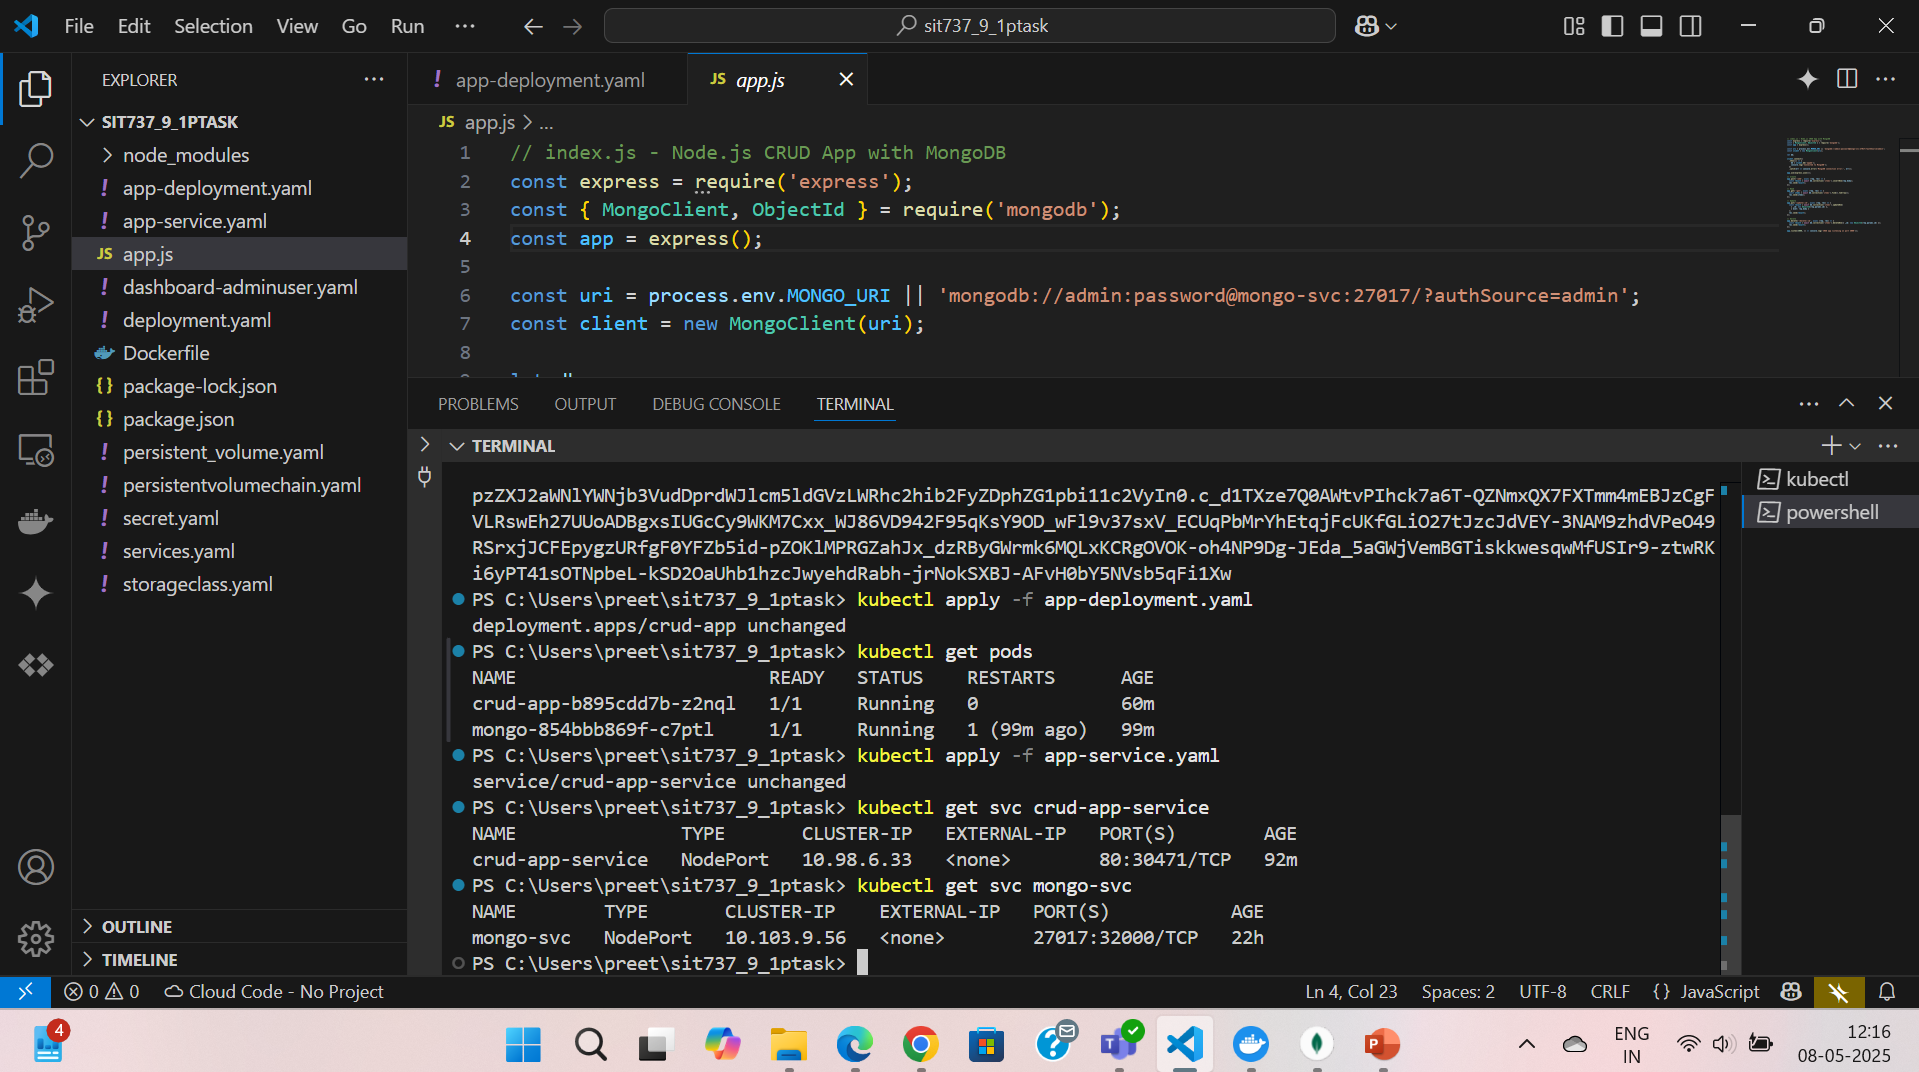 File Edit Selection View Go Run ...
sit737_9_1ptask
EXPLORER
SIT737_9_1PTASK
node_modules
! app-deployment.yaml
! app-service.yaml
JS app.js
! dashboard-adminuser.yaml
! deployment.yaml
Dockerfile
{} package-lock.json
{} package.json
! persistent_volume.yaml
! persistentvolumechain.yaml
! secret.yaml
! services.yaml
! storageclass.yaml
OUTLINE
TIMELINE
! app-deployment.yaml
JS app.js
JS app.js > ...
1 // index.js - Node.js CRUD App with MongoDB
2 const express = require('express');
3 const { MongoClient, ObjectId } = require('mongodb');
4 const app = express();
5
6 const uri = process.env.MONGO_URI || 'mongodb://admin:password@mongo-svc:27017/?authSource=admin';
7 const client = new MongoClient(uri);
8
PROBLEMS OUTPUT DEBUG CONSOLE TERMINAL
TERMINAL
kubectl
powershell
pzZXJ2aWNlYWNjb3VudDprdWJlcm5ldGVzLWRhc2hib2FyZDphZG1pbi11c2VyIn0.c_d1TXze7Q0AWtvPIhck7a6T-QZNmxQX7FXTmm4mEBJzCgF
VLRswEh27UUoADBgxsIUGcCy9WKM7Cxx_WJ86VD942F95qKsY9OD_wFl9v37sxV_ECUqPbMrYhEtqjFcUKfGLiO27tJzcJdVEY-3NAM9zhdVPeO49
RSrxjJCFEpygzURfgF0YFZb5id-pZOKlMPRGZahJx_dzRByGWrmk6MQLxKCRgOVOK-oh4NP9Dg-JEda_5aGWjVemBGTiskkwesqwMfUSIr9-ztwRK
i6yPT41sOTNpbeL-kSD2OaUhb1hzcJwyehdRabh-jrNokSXBJ-AFvH0bY5NVsb5qFi1Xw
PS C:\Users\preet\sit737_9_1ptask> kubectl apply -f app-deployment.yaml
deployment.apps/crud-app unchanged
PS C:\Users\preet\sit737_9_1ptask> kubectl get pods
NAME READY STATUS RESTARTS AGE
crud-app-b895cdd7b-z2nql 1/1 Running 0 60m
mongo-854bbb869f-c7ptl 1/1 Running 1 (99m ago) 99m
PS C:\Users\preet\sit737_9_1ptask> kubectl apply -f app-service.yaml
service/crud-app-service unchanged
PS C:\Users\preet\sit737_9_1ptask> kubectl get svc crud-app-service
NAME TYPE CLUSTER-IP EXTERNAL-IP PORT(S) AGE
crud-app-service NodePort 10.98.6.33 <none> 80:30471/TCP 92m
PS C:\Users\preet\sit737_9_1ptask> kubectl get svc mongo-svc
NAME TYPE CLUSTER-IP EXTERNAL-IP PORT(S) AGE
mongo-svc NodePort 10.103.9.56 <none> 27017:32000/TCP 22h
PS C:\Users\preet\sit737_9_1ptask>
0 0 Cloud Code - No Project
Ln 4, Col 23 Spaces: 2 UTF-8 CRLF {} JavaScript
4
ENG
IN
12:16
08-05-2025